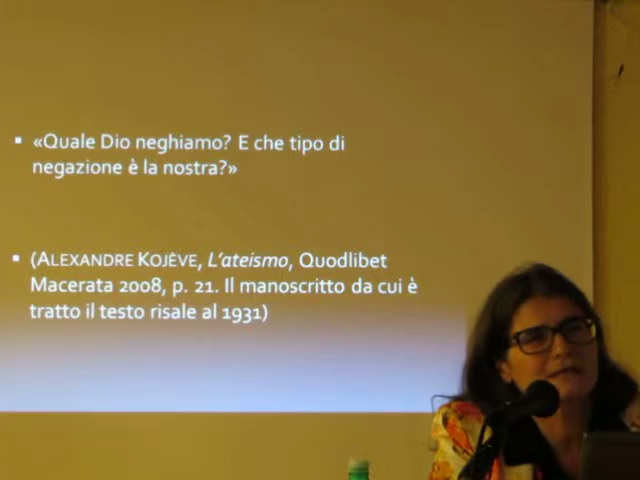 ▪ «Quale Dio neghiamo? E che tipo di
negazione è la nostra?»
▪ (ALEXANDRE KOJÈVE, L'ateismo, Quodlibet
Macerata 2008, p. 21. Il manoscritto da cui è
tratto il testo risale al 1931)